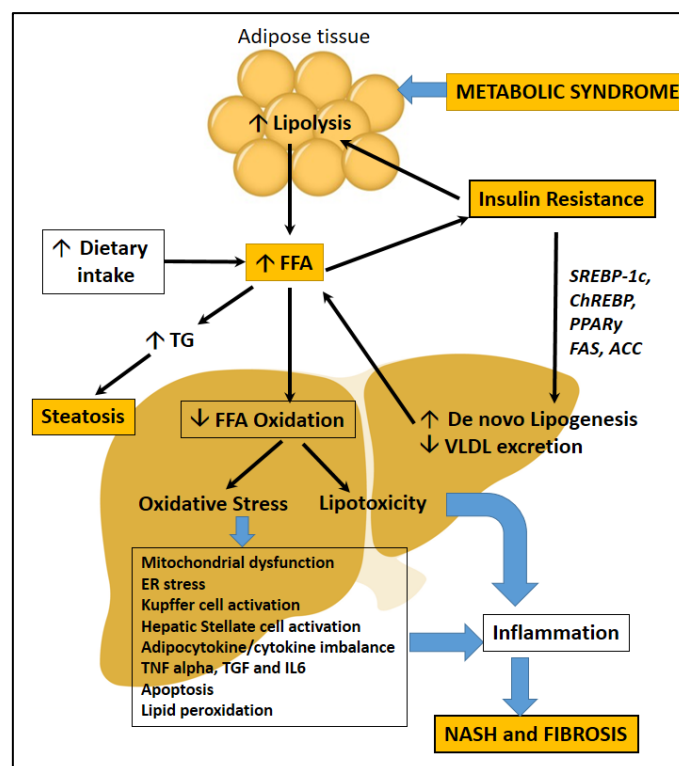 Adipose tissue
METABOLIC SYNDROME
↑ Lipolysis
Insulin Resistance
↑ Dietary
intake
↑ FFA
SREBP-1c,
ChREBP,
PPARy
FAS, ACC
↑ TG
Steatosis
↓ FFA Oxidation
↑ De novo Lipogenesis
↓ VLDL excretion
Oxidative Stress
Lipotoxicity
Mitochondrial dysfunction
ER stress
Kupffer cell activation
Hepatic Stellate cell activation
Adipocytokine/cytokine imbalance
TNF alpha, TGF and IL6
Apoptosis
Lipid peroxidation
Inflammation
NASH and FIBROSIS